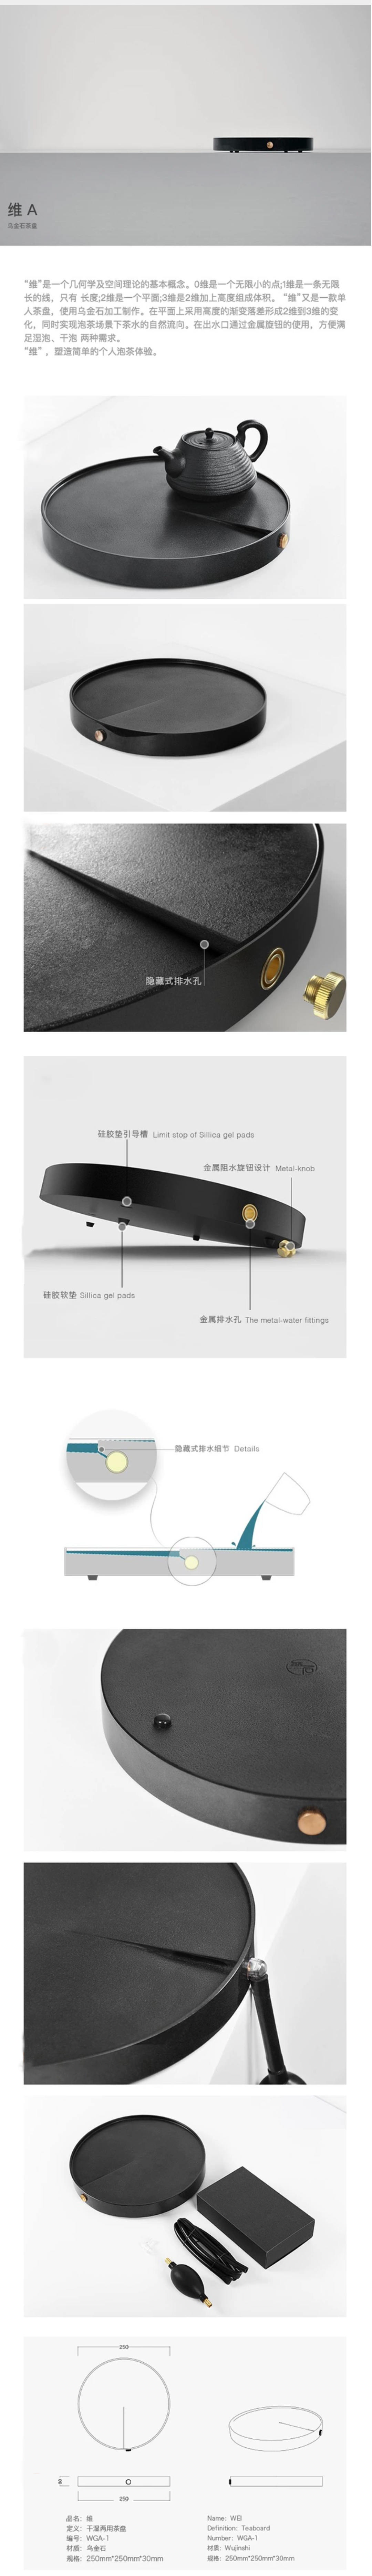 维 A
乌金石茶盘
“维”是一个几何学及空间理论的基本概念。0维是一个无限小的点;1维是一条无限
长的线，只有 长度;2维是一个平面;3维是2维加上高度组成体积。 “维”又是一款单
人茶盘，使用乌金石加工制作。在平面上采用高度的渐变落差形成2维到3维的变
化，同时实现泡茶场景下茶水的自然流向。在出水口通过金属旋钮的使用，方便满
足湿泡、干泡 两种需求。
“维” ，塑造简单的个人泡茶体验。
隐藏式排水孔
硅胶垫引导槽 Limit stop of Sillica gel pads
金属阻水旋钮设计 Metal-knob
硅胶软垫 Sillica gel pads
金属排水孔 The metal-water fittings
隐藏式排水细节 Details
250
30
250
品名：维
定义：干湿两用茶盘
编号：WGA-1
材质：乌金石
规格：250mm*250mm*30mm
Name：WEI
Definition：Teaboard
Number：WGA-1
材质：Wujinshi
规格：250mm*250mm*30mm